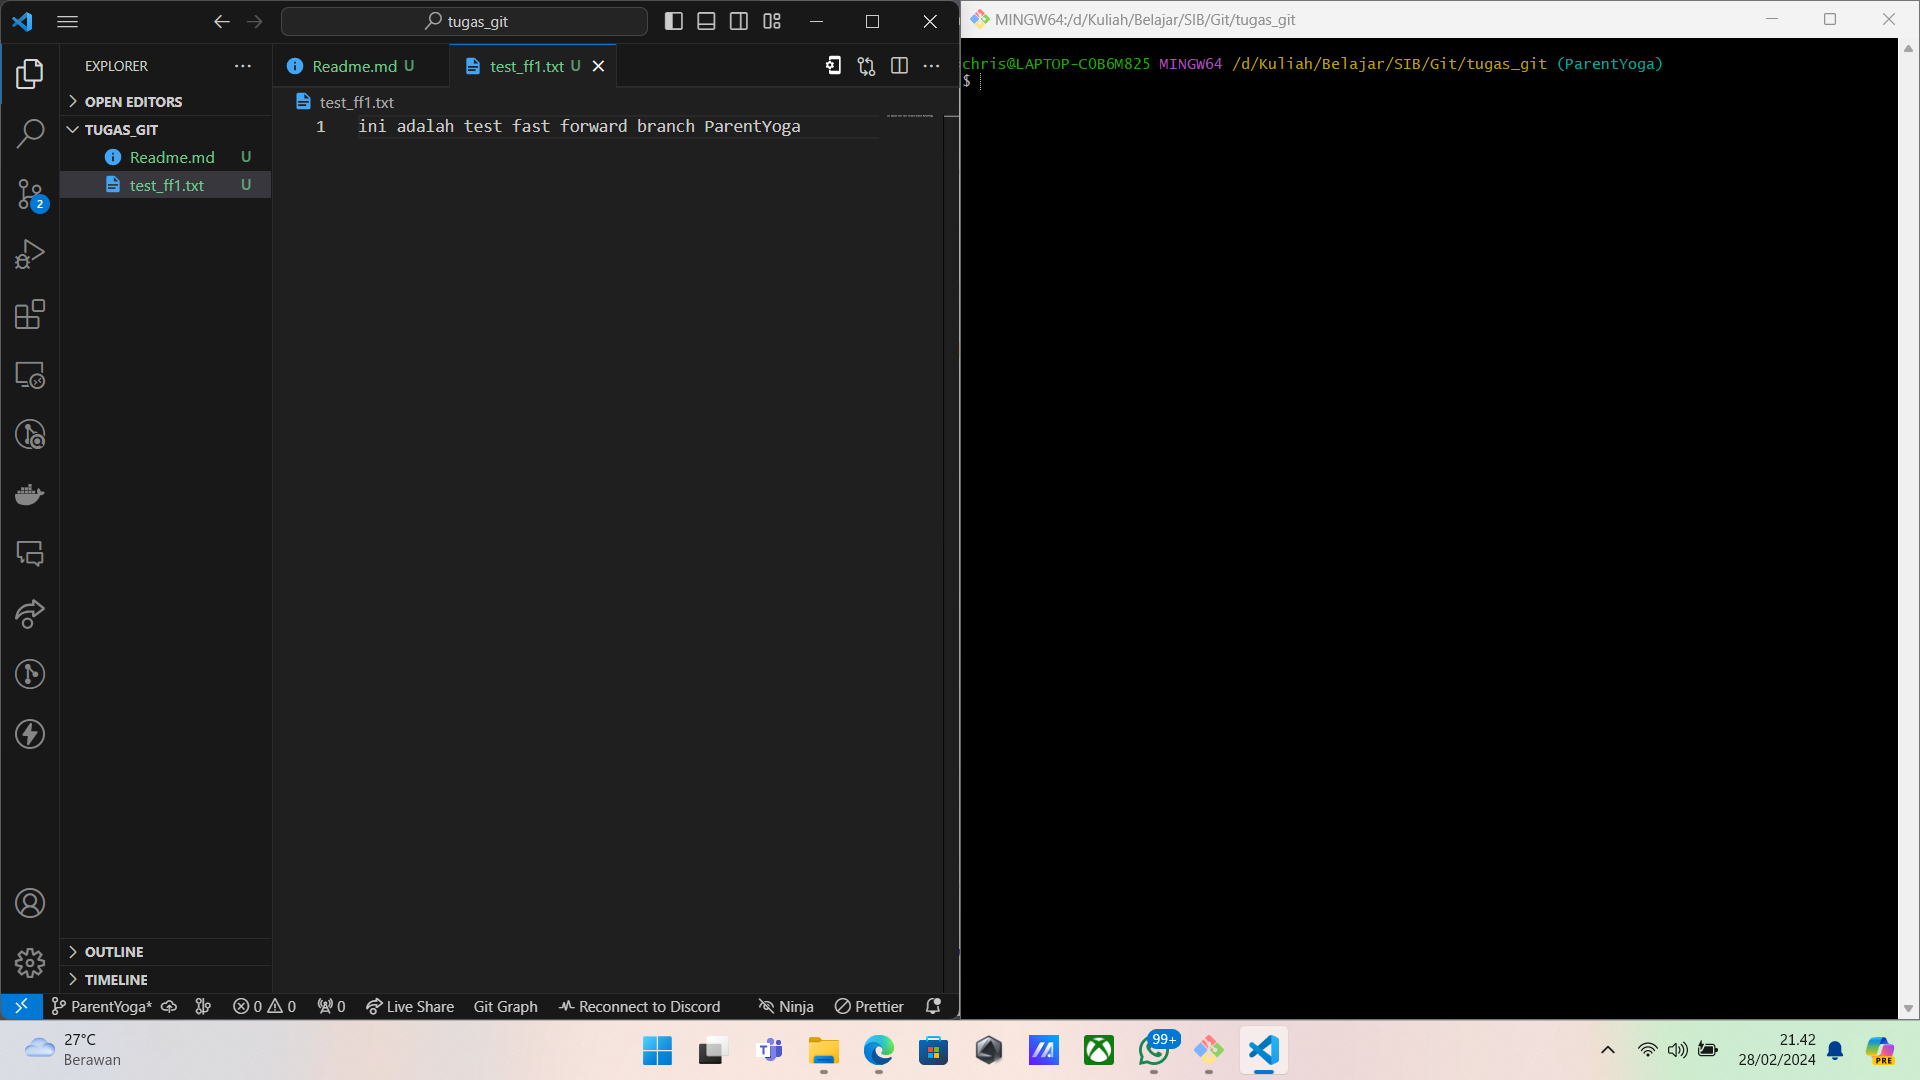 tugas_git
EXPLORER
OPEN EDITORS
TUGAS_GIT
Readme.md U
test_ff1.txt U
OUTLINE
TIMELINE
Readme.md U
test_ff1.txt U
test_ff1.txt
1 ini adalah test fast forward branch ParentYoga
2
ParentYoga* 0 0 0 Live Share Git Graph Reconnect to Discord Ninja Prettier
MINGW64:/d/Kuliah/Belajar/SIB/Git/tugas_git
chris@LAPTOP-COB6M825 MINGW64 /d/Kuliah/Belajar/SIB/Git/tugas_git (ParentYoga)
$
27°C
Berawan
99+
21.42
28/02/2024
PRE